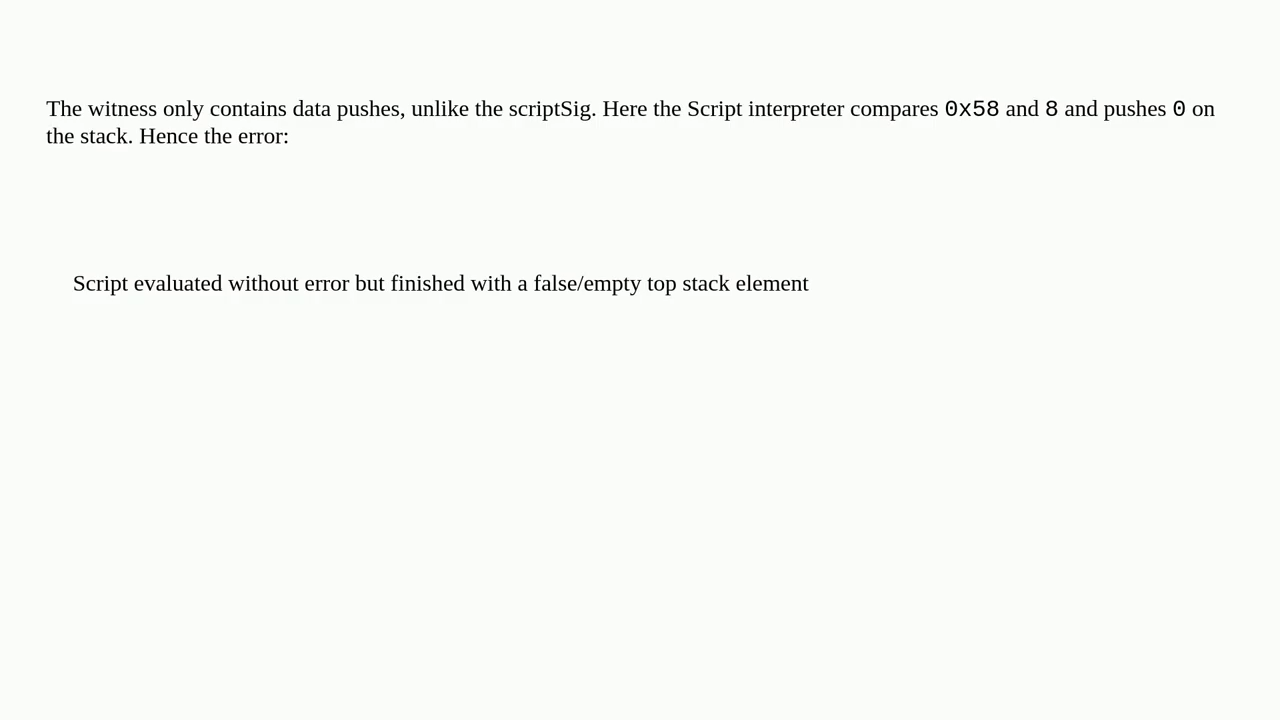 The witness only contains data pushes, unlike the scriptSig. Here the Script interpreter compares 0x58 and 8 and pushes 0 on
the stack. Hence the error:
Script evaluated without error but finished with a false/empty top stack element